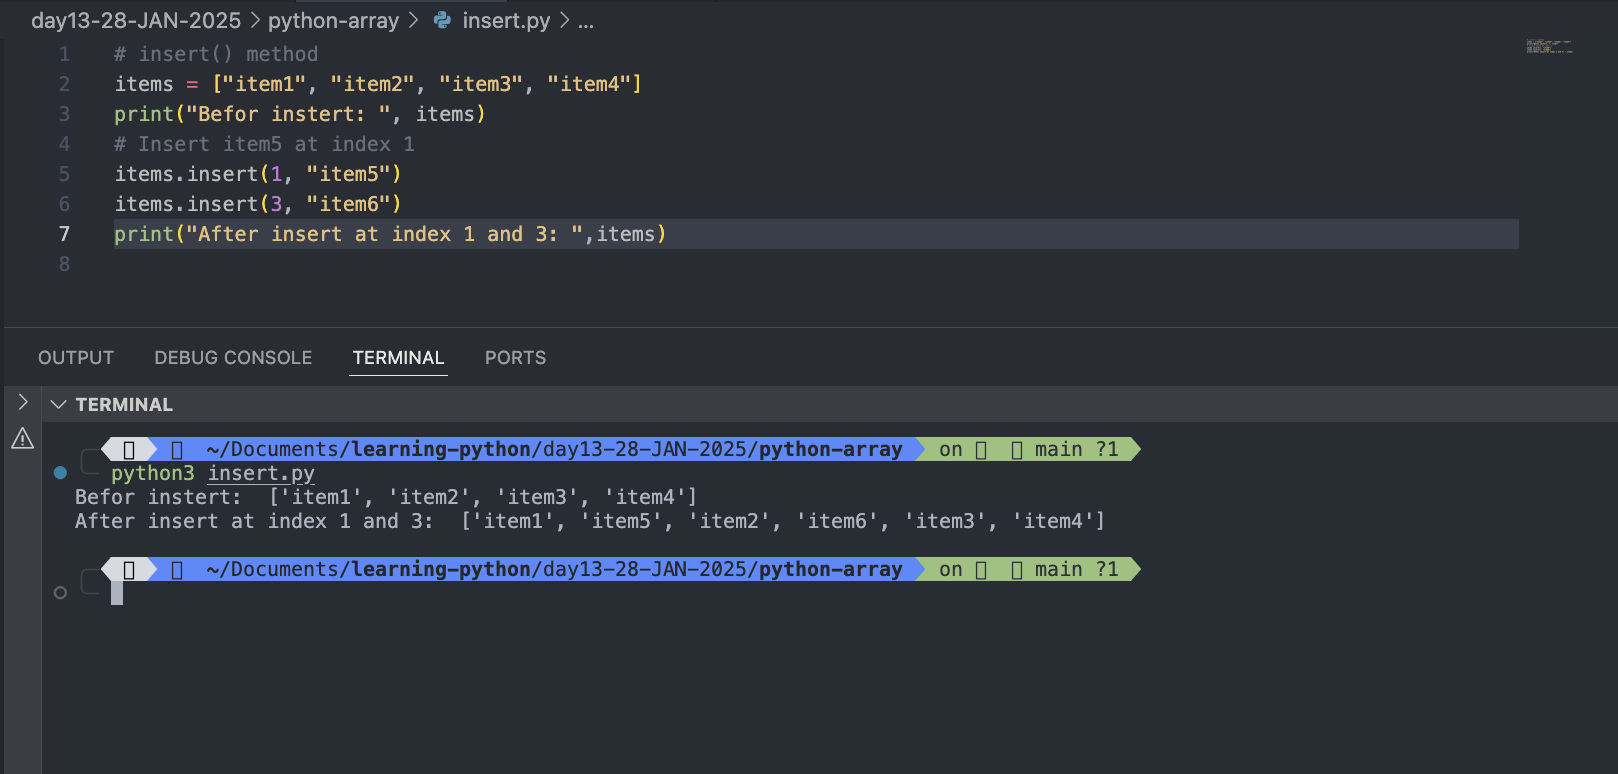 day13-28-JAN-2025 > python-array > insert.py > ...
1 # insert() method
2 items = ["item1", "item2", "item3", "item4"]
3 print("Befor instert: ", items)
4 # Insert item5 at index 1
5 items.insert(1, "item5")
6 items.insert(3, "item6")
7 print("After insert at index 1 and 3: ",items)
8
OUTPUT DEBUG CONSOLE TERMINAL PORTS
TERMINAL
~/Documents/learning-python/day13-28-JAN-2025/python-array on main ?1
python3 insert.py
Befor instert:  ['item1', 'item2', 'item3', 'item4']
After insert at index 1 and 3:  ['item1', 'item5', 'item2', 'item6', 'item3', 'item4']
~/Documents/learning-python/day13-28-JAN-2025/python-array on main ?1